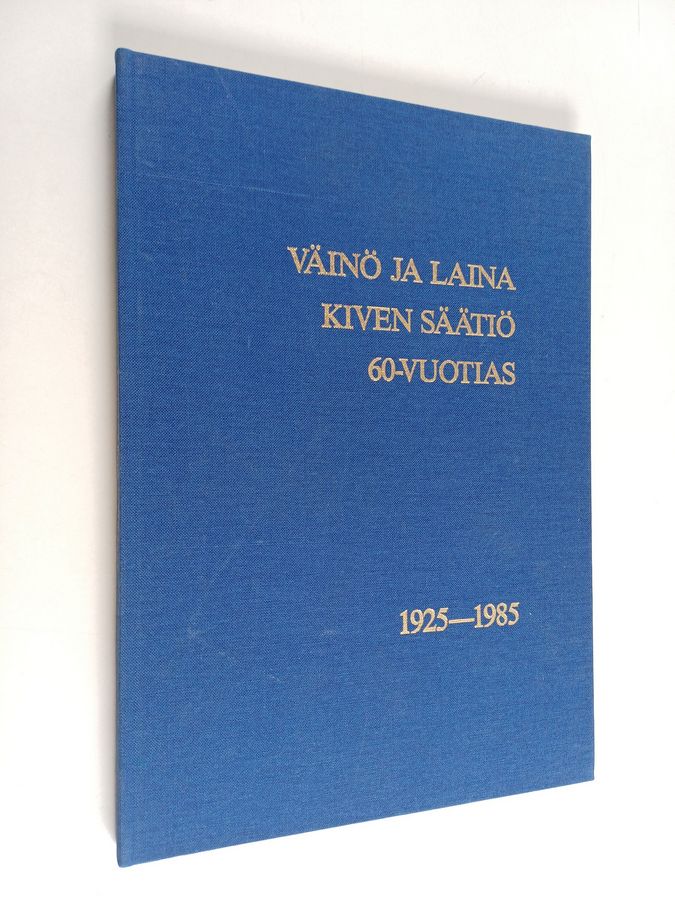 VÄINÖ JA LAINA
KIVEN SÄÄTIÖ
60-VUOTIAS
1925—1985